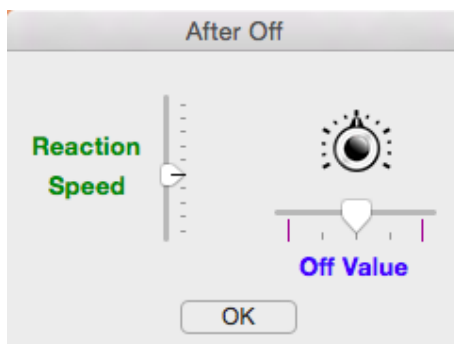 After Off
Reaction
Speed
Off Value
OK